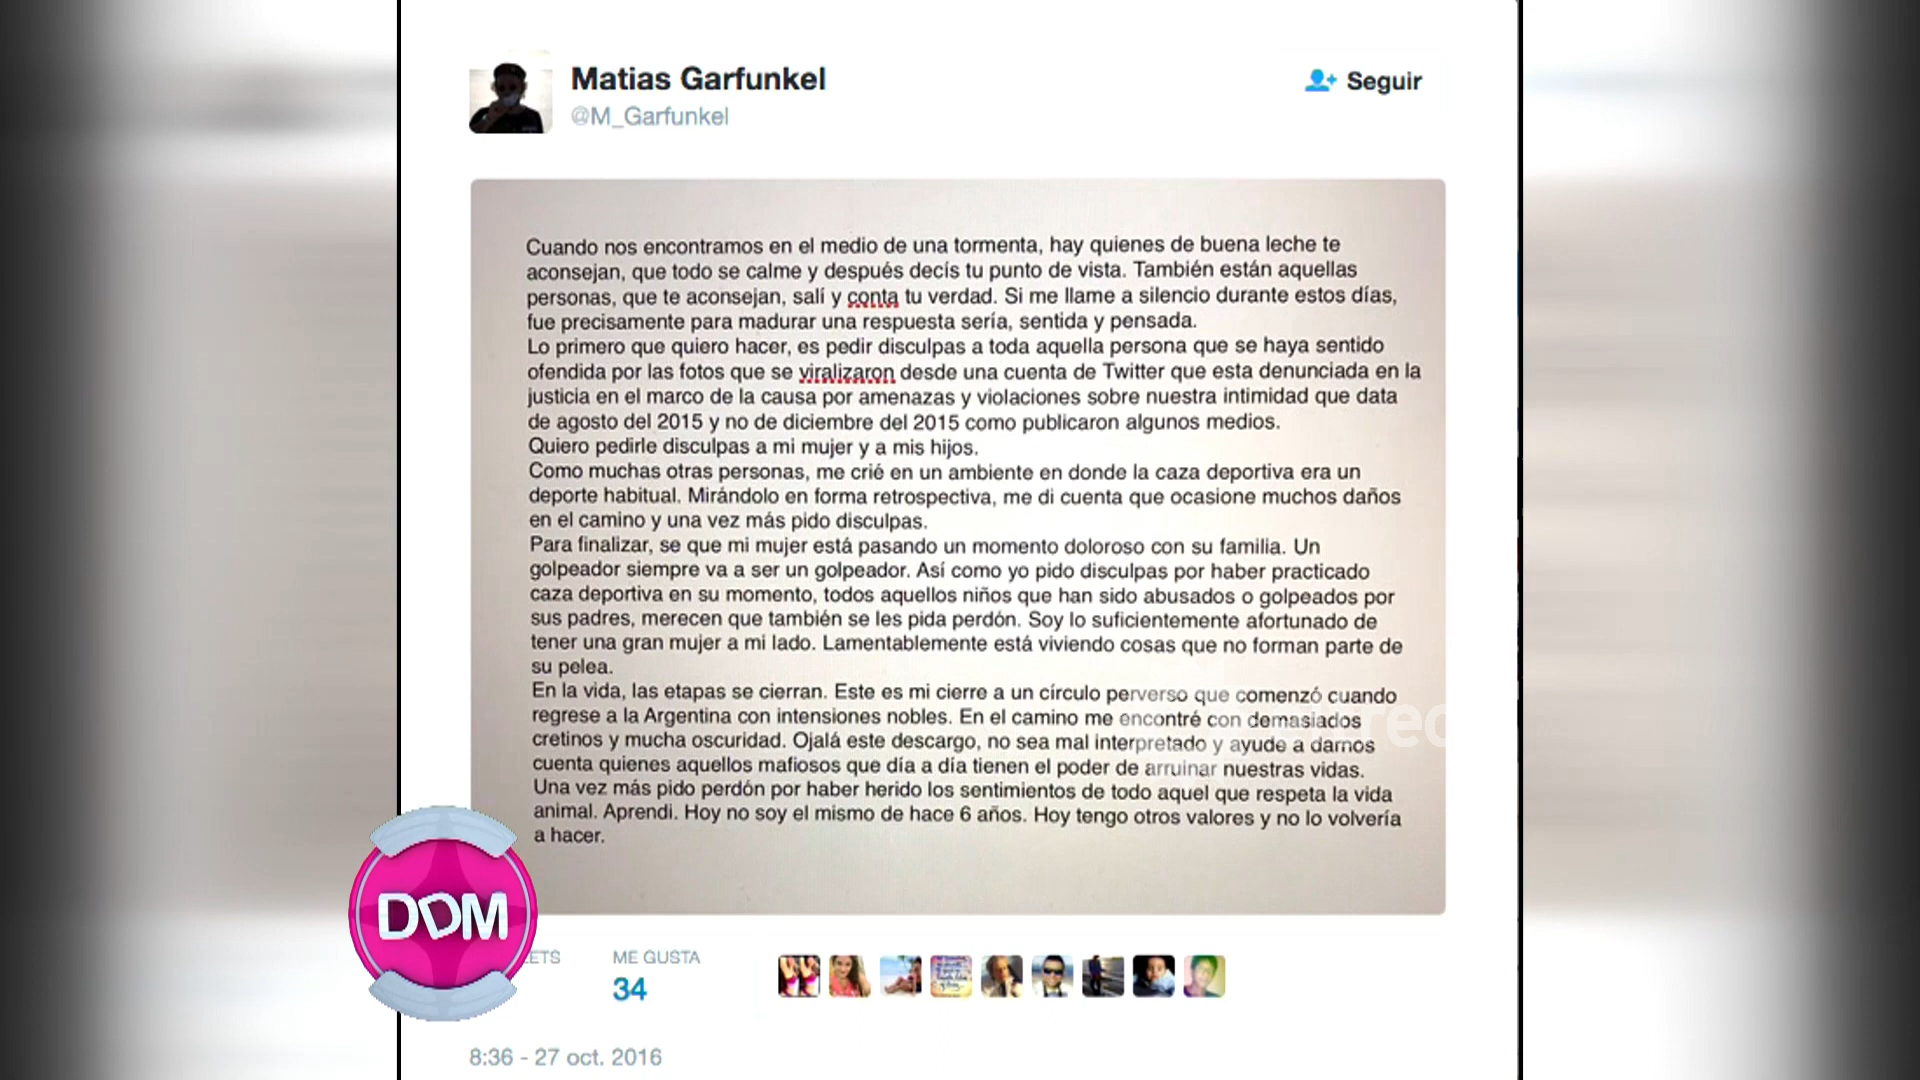 Matias Garfunkel
@M_Garfunkel
Seguir
Cuando nos encontramos en el medio de una tormenta, hay quienes de buena leche te
aconsejan, que todo se calme y después decís tu punto de vista. También están aquellas
personas, que te aconsejan, salí y conta tu verdad. Si me llame a silencio durante estos días,
fue precisamente para madurar una respuesta sería, sentida y pensada.
Lo primero que quiero hacer, es pedir disculpas a toda aquella persona que se haya sentido
ofendida por las fotos que se viralizaron desde una cuenta de Twitter que esta denunciada en la
justicia en el marco de la causa por amenazas y violaciones sobre nuestra intimidad que data
de agosto del 2015 y no de diciembre del 2015 como publicaron algunos medios.
Quiero pedirle disculpas a mi mujer y a mis hijos.
Como muchas otras personas, me crié en un ambiente en donde la caza deportiva era un
deporte habitual. Mirándolo en forma retrospectiva, me di cuenta que ocasione muchos daños
en el camino y una vez más pido disculpas.
Para finalizar, se que mi mujer está pasando un momento doloroso con su familia. Un
golpeador siempre va a ser un golpeador. Así como yo pido disculpas por haber practicado
caza deportiva en su momento, todos aquellos niños que han sido abusados o golpeados por
sus padres, merecen que también se les pida perdón. Soy lo suficientemente afortunado de
tener una gran mujer a mi lado. Lamentablemente está viviendo cosas que no forman parte de
su pelea.
En la vida, las etapas se cierran. Este es mi cierre a un círculo perverso que comenzó cuando
regrese a la Argentina con intensiones nobles. En el camino me encontré con demasiados
cretinos y mucha oscuridad. Ojalá este descargo, no sea mal interpretado y ayude a darnos
cuenta quienes aquellos mafiosos que día a día tienen el poder de arruinar nuestras vidas.
Una vez más pido perdón por haber herido los sentimientos de todo aquel que respeta la vida
animal. Aprendi. Hoy no soy el mismo de hace 6 años. Hoy tengo otros valores y no lo volvería
a hacer.
DDM
ETS
ME GUSTA
34
8:36 - 27 oct. 2016